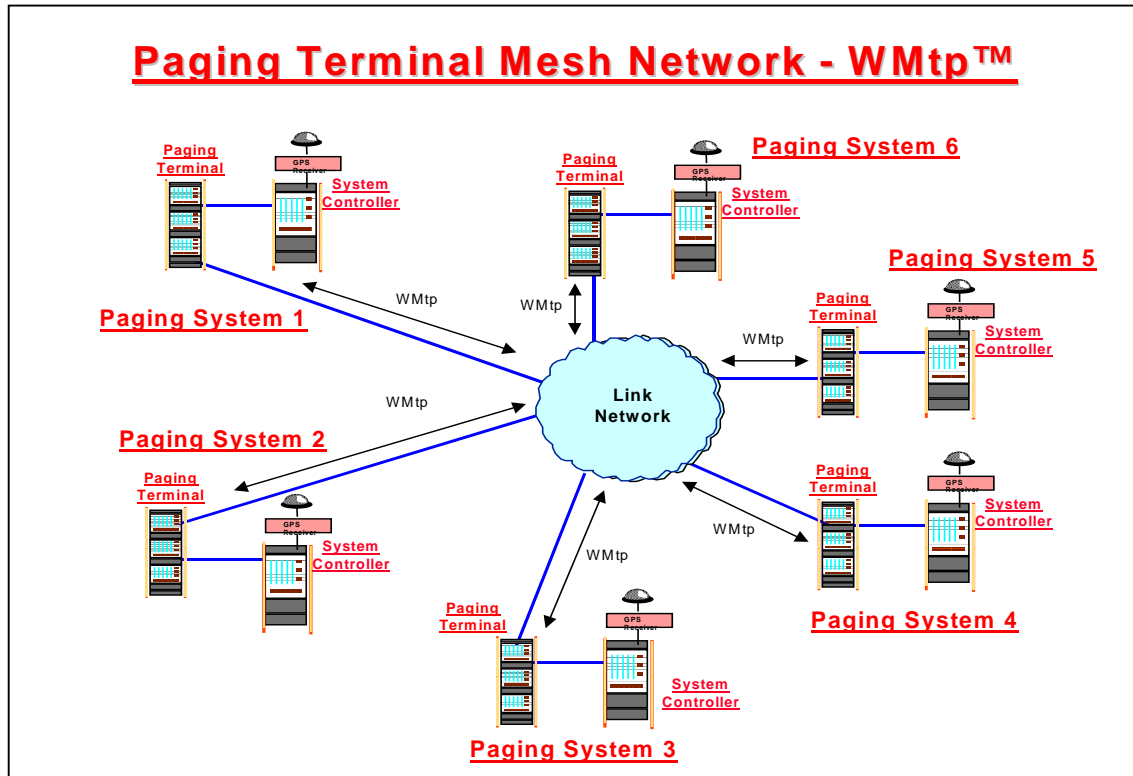 Paging Terminal Mesh Network - WMtp™
Paging
Terminal
GPS
Receiver
System
Controller
WMtp
Paging System 1
Paging System 6
Paging
Terminal
GPS
Receiver
System
Controller
WMtp
Paging System 5
Paging
Terminal
GPS
Receiver
System
Controller
WMtp
Link
Network
WMtp
Paging System 2
Paging
Terminal
GPS
Receiver
System
Controller
Paging
Terminal
GPS
Receiver
System
Controller
WMtp
Paging System 4
WMtp
Paging
Terminal
GPS
Receiver
System
Controller
Paging System 3